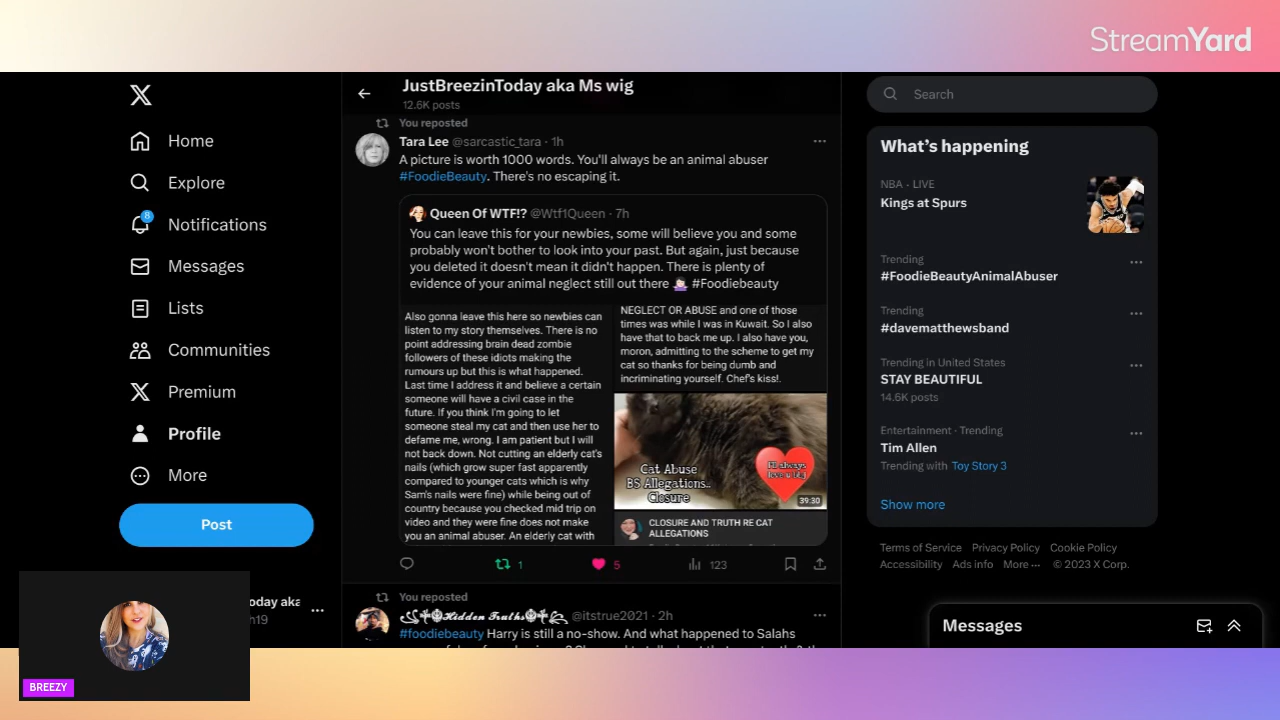 StreamYard
Home
Explore
8
Notifications
Messages
Lists
Communities
Premium
Profile
More
Post
oday aka
h19
BREEZY
JustBreezinToday aka Ms wig
12.6K posts
You reposted
Tara Lee @sarcastic_tara · 1h
A picture is worth 1000 words. You'll always be an animal abuser
#FoodieBeauty. There's no escaping it.
Queen Of WTF!? @Wtf1Queen · 7h
You can leave this for your newbies, some will believe you and some
probably won't bother to look into your past. But again, just because
you deleted it doesn't mean it didn't happen. There is plenty of
evidence of your animal neglect still out there 🤷🏻‍♀️ #Foodiebeauty
Also gonna leave this here so newbies can
listen to my story themselves. There is no
point addressing brain dead zombie
followers of these idiots making the
rumours up but this is what happened.
Last time I address it and believe a certain
someone will have a civil case in the
future. If you think I'm going to let
someone steal my cat and then use her to
defame me, wrong. I am patient but I will
not back down. Not cutting an elderly cat's
nails (which grow super fast apparently
compared to younger cats which is why
Sam's nails were fine) while being out of
country because you checked mid trip on
video and they were fine does not make
you an animal abuser. An elderly cat with
NEGLECT OR ABUSE and one of those
times was while I was in Kuwait. So I also
have that to back me up. I also have you,
moron, admitting to the scheme to get my
cat so thanks for being dumb and
incriminating yourself. Chef's kiss!.
Cat Abuse
BS Allegations..
Closure
39:30
CLOSURE AND TRUTH RE CAT
ALLEGATIONS
1
5
123
You reposted
Hidden Truths @itstrue2021 · 2h
#foodiebeauty Harry is still a no-show. And what happened to Salahs
Search
What's happening
NBA · LIVE
Kings at Spurs
Trending
#FoodieBeautyAnimalAbuser
Trending
#davematthewsband
Trending in United States
STAY BEAUTIFUL
14.6K posts
Entertainment · Trending
Tim Allen
Trending with Toy Story 3
Show more
Terms of Service Privacy Policy Cookie Policy
Accessibility Ads info More ··· © 2023 X Corp.
Messages